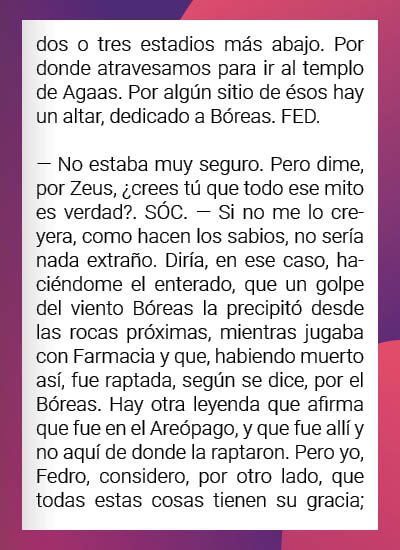 dos o tres estadios más abajo. Por
donde atravesamos para ir al templo
de Agaas. Por algún sitio de ésos hay
un altar, dedicado a Bóreas. FED.
— No estaba muy seguro. Pero dime,
por Zeus, ¿crees tú que todo ese mito
es verdad?. SÓC. — Si no me lo cre-
yera, como hacen los sabios, no sería
nada extraño. Diría, en ese caso, ha-
ciéndome el enterado, que un golpe
del viento Bóreas la precipitó desde
las rocas próximas, mientras jugaba
con Farmacia y que, habiendo muerto
así, fue raptada, según se dice, por el
Bóreas. Hay otra leyenda que afirma
que fue en el Areópago, y que fue allí y
no aquí de donde la raptaron. Pero yo,
Fedro, considero, por otro lado, que
todas estas cosas tienen su gracia;